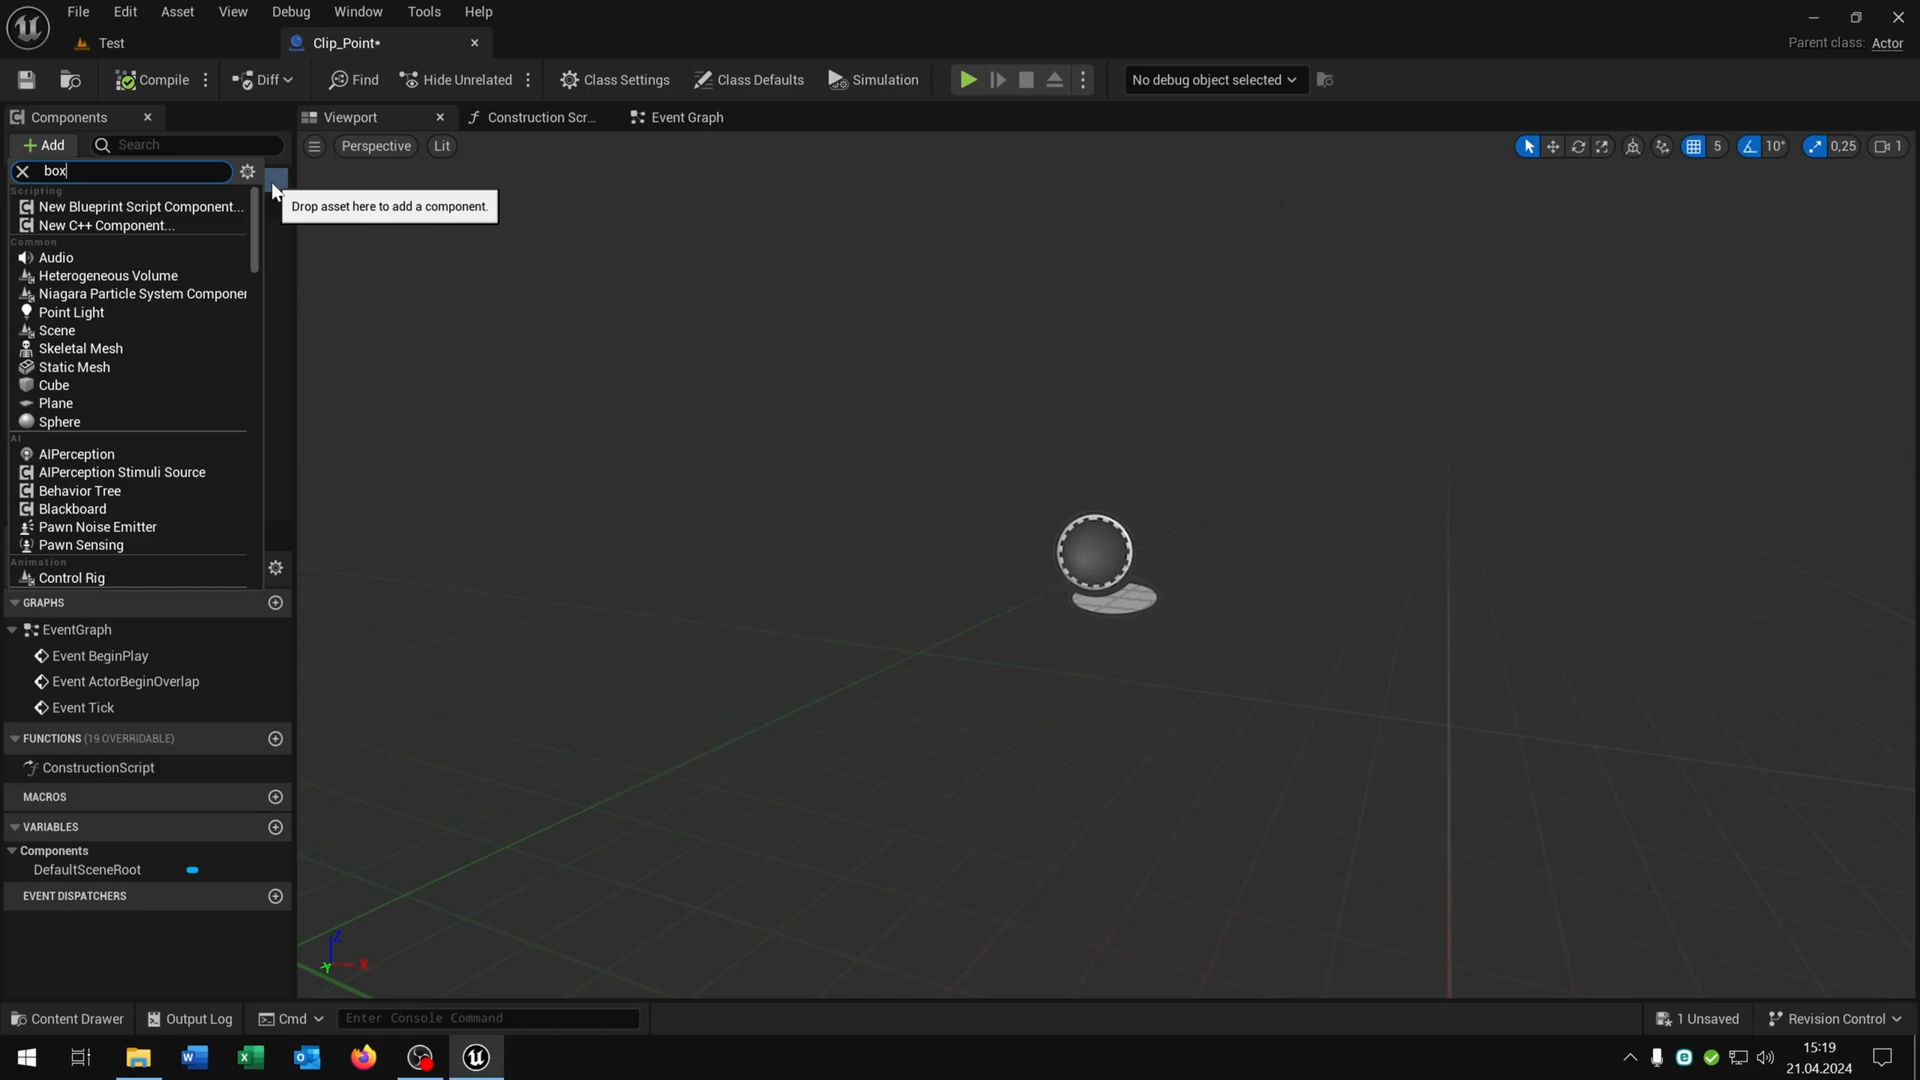 File Edit Asset View Debug Window Tools Help
Test Clip_Point* Parent class: Actor
Compile Diff Find Hide Unrelated Class Settings Class Defaults Simulation No debug object selected
Components Viewport Construction Scr... Event Graph
Add Search Perspective Lit 5 10° 0,25 1
box
Scripting
New Blueprint Script Component...
Drop asset here to add a component.
New C++ Component...
Common
Audio
Heterogeneous Volume
Niagara Particle System Componen
Point Light
Scene
Skeletal Mesh
Static Mesh
Cube
Plane
Sphere
AI
AIPerception
AIPerception Stimuli Source
Behavior Tree
Blackboard
Pawn Noise Emitter
Pawn Sensing
Animation
Control Rig
GRAPHS
EventGraph
Event BeginPlay
Event ActorBeginOverlap
Event Tick
FUNCTIONS (19 OVERRIDABLE)
ConstructionScript
MACROS
VARIABLES
Components
DefaultSceneRoot
EVENT DISPATCHERS
Z
X
Y
Content Drawer Output Log Cmd Enter Console Command 1 Unsaved Revision Control
15:19
21.04.2024